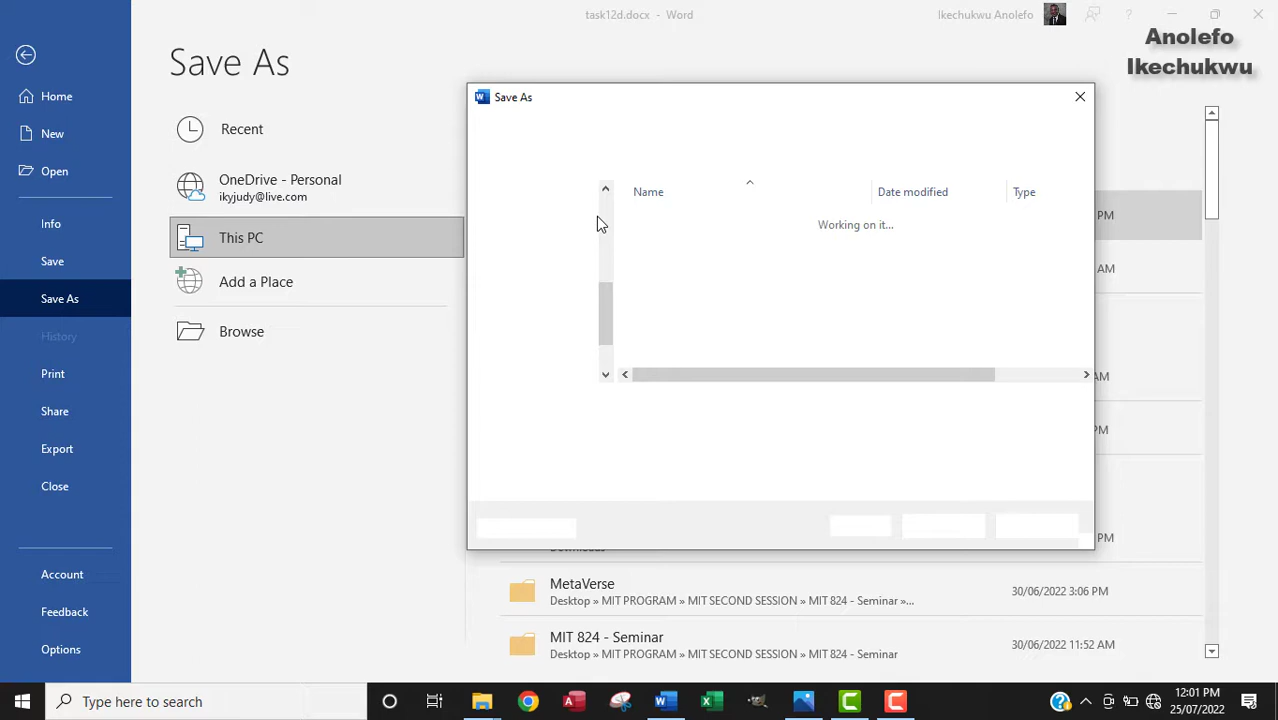 task12d.docx - Word
Ikechukwu Anolefo
?
Anolefo
Ikechukwu
Save As
Home
New
Open
Info
Save
Save As
History
Print
Share
Export
Close
Account
Feedback
Options
Recent
OneDrive - Personal
ikyjudy@live.com
This PC
Add a Place
Browse
Save As
Name
Date modified
Type
Working on it...
PM
AM
AM
PM
PM
MetaVerse
30/06/2022 3:06 PM
Desktop » MIT PROGRAM » MIT SECOND SESSION » MIT 824 - Seminar »...
MIT 824 - Seminar
30/06/2022 11:52 AM
Desktop » MIT PROGRAM » MIT SECOND SESSION » MIT 824 - Seminar
Type here to search
12:01 PM
25/07/2022